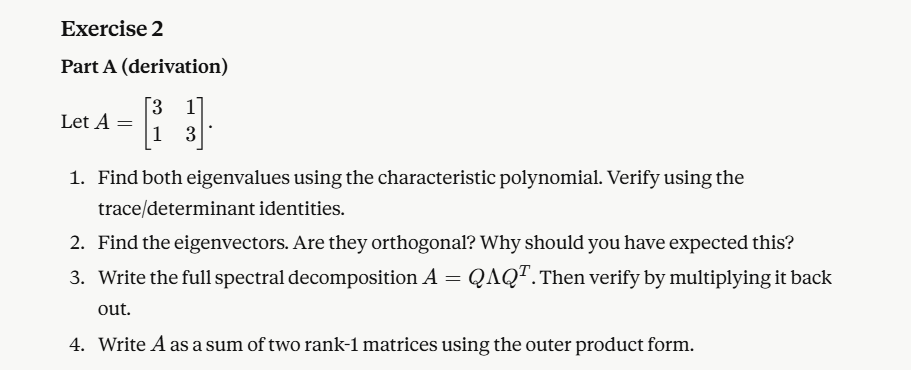 Exercise 2
Part A (derivation)
Let A = [3 1; 1 3].
1. Find both eigenvalues using the characteristic polynomial. Verify using the
trace/determinant identities.
2. Find the eigenvectors. Are they orthogonal? Why should you have expected this?
3. Write the full spectral decomposition A = QΛQᵀ. Then verify by multiplying it back
out.
4. Write A as a sum of two rank-1 matrices using the outer product form.